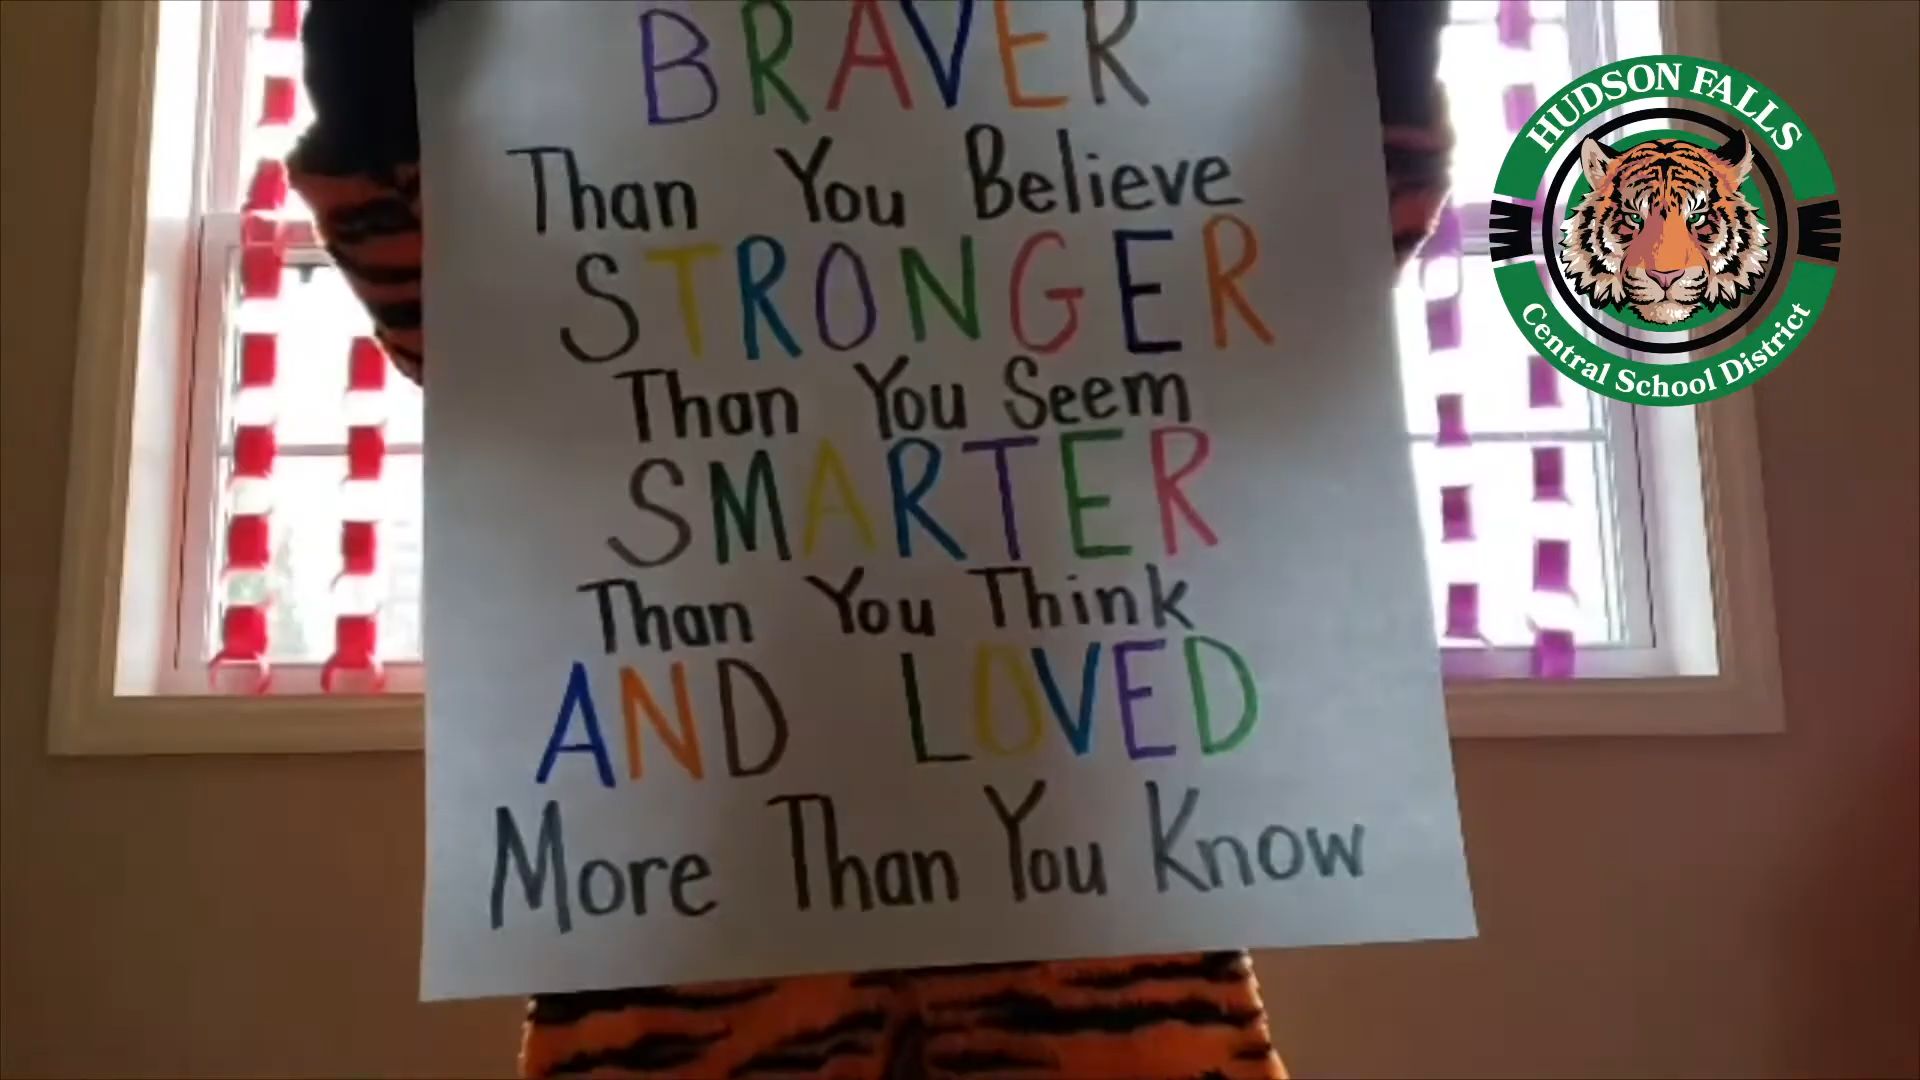 BRAVER
Than You Believe
STRONGER
Than You Seem
SMARTER
Than You Think
AND LOVED
More Than You Know
HUDSON FALLS
Central School District